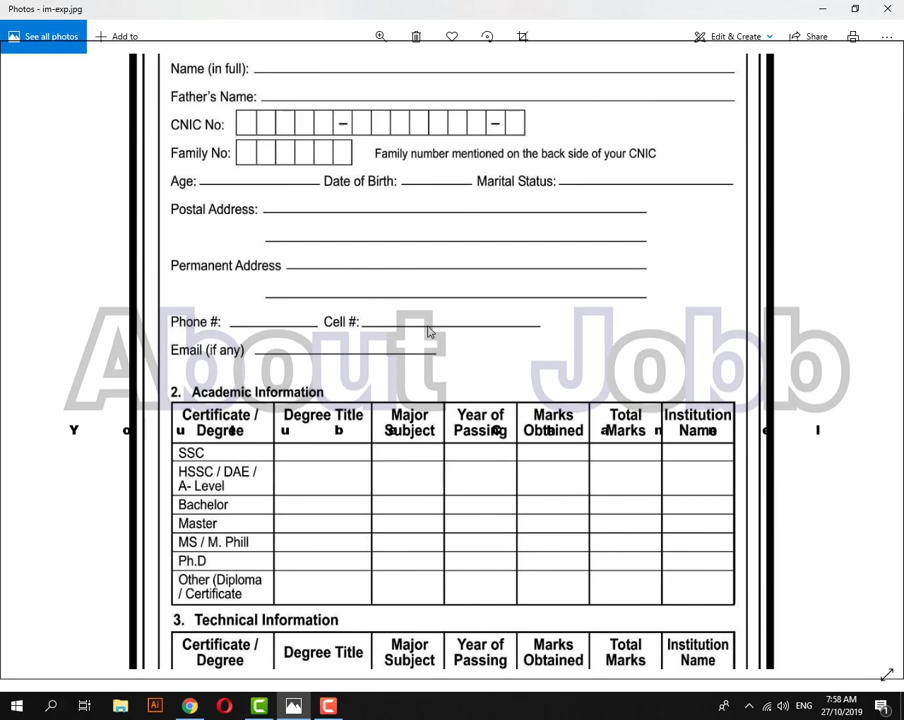 Photos - im-exp.jpg
See all photos
Add to
Edit & Create
Share
Name (in full):
Father's Name:
CNIC No: – –
Family No: Family number mentioned on the back side of your CNIC
Age: Date of Birth: Marital Status:
Postal Address:
Permanent Address
Phone #: Cell #:
Email (if any)
About Jobb
2. Academic Information
Certificate / Degree Title Major Year of Marks Total Institution
Degree Subject Passing Obtained Marks Name
Y o u t u b e C h a n n e l
SSC
HSSC / DAE /
A- Level
Bachelor
Master
MS / M. Phill
Ph.D
Other (Diploma
/ Certificate
3. Technical Information
Certificate / Degree Title Major Year of Marks Total Institution
Degree Subject Passing Obtained Marks Name
Ai
C C
ENG
7:58 AM
27/10/2019
1